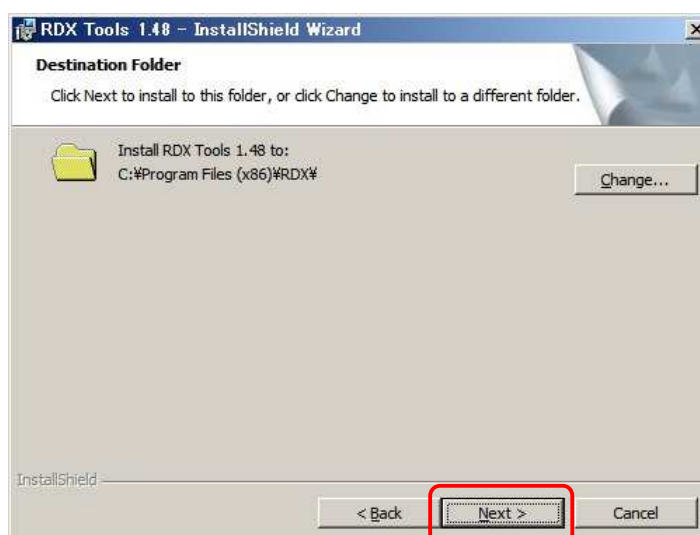 RDX Tools 1.48 - InstallShield Wizard
Destination Folder
Click Next to install to this folder, or click Change to install to a different folder.
Install RDX Tools 1.48 to:
C:¥Program Files (x86)¥RDX¥
Change...
InstallShield
< Back
Next >
Cancel